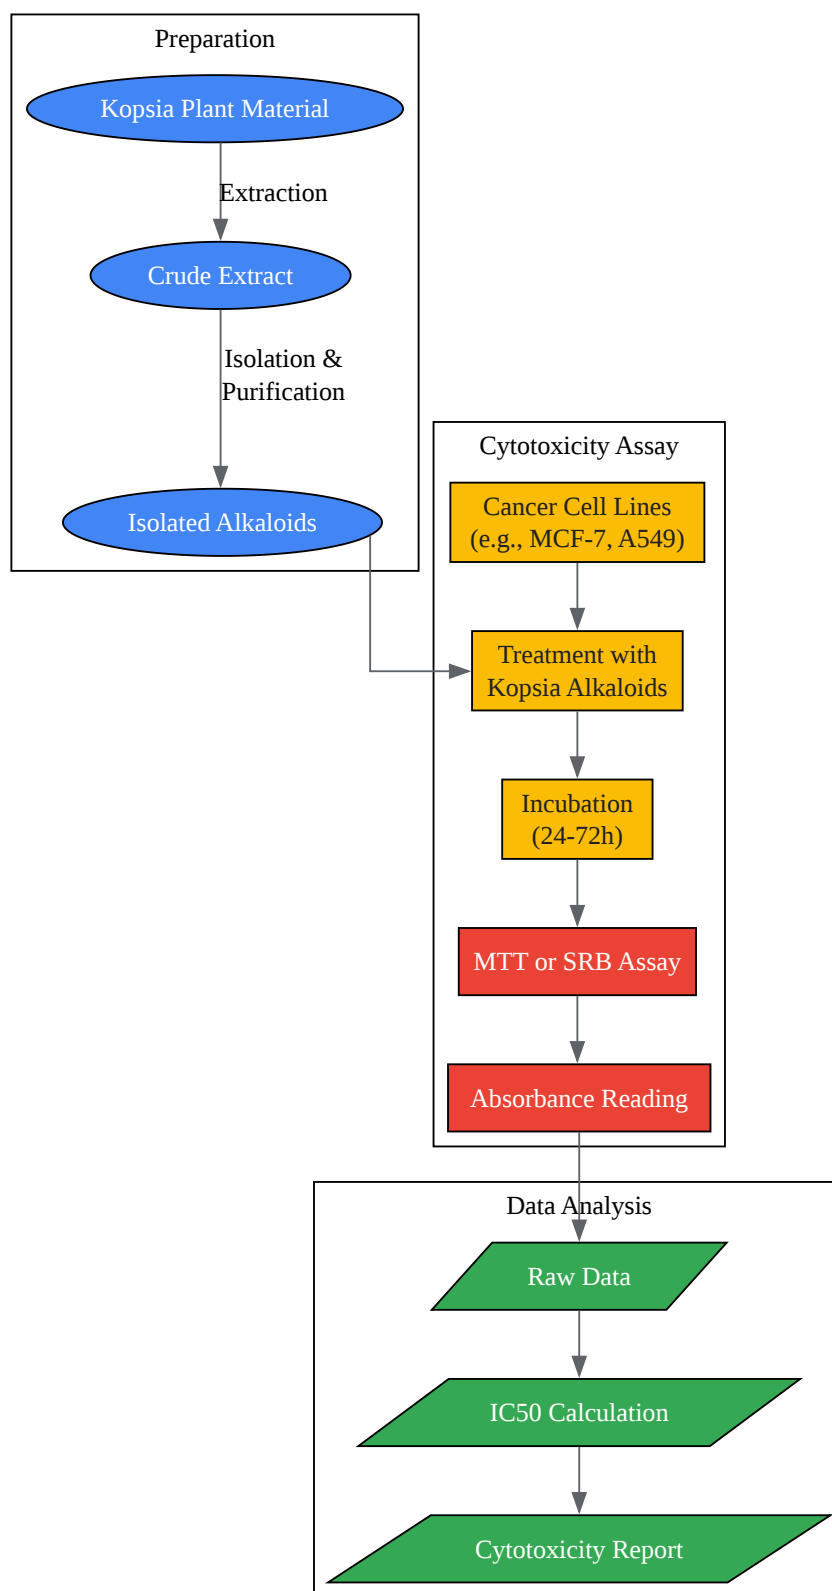 Preparation
Kopsia Plant Material
Extraction
Crude Extract
Isolation &
Purification
Isolated Alkaloids
Cytotoxicity Assay
Cancer Cell Lines
(e.g., MCF-7, A549)
Treatment with
Kopsia Alkaloids
Incubation
(24-72h)
MTT or SRB Assay
Absorbance Reading
Data Analysis
Raw Data
IC50 Calculation
Cytotoxicity Report